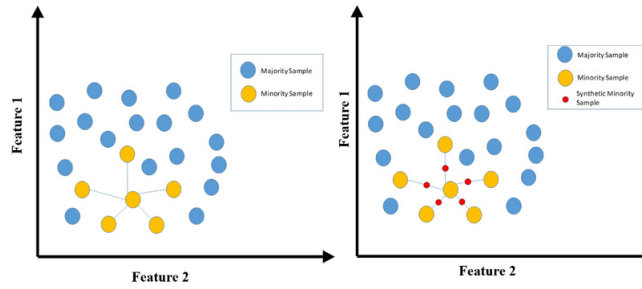 Feature 1
Majority Sample
Minority Sample
Feature 2
Feature 1
Majority Sample
Minority Sample
Synthetic Minority
Sample
Feature 2